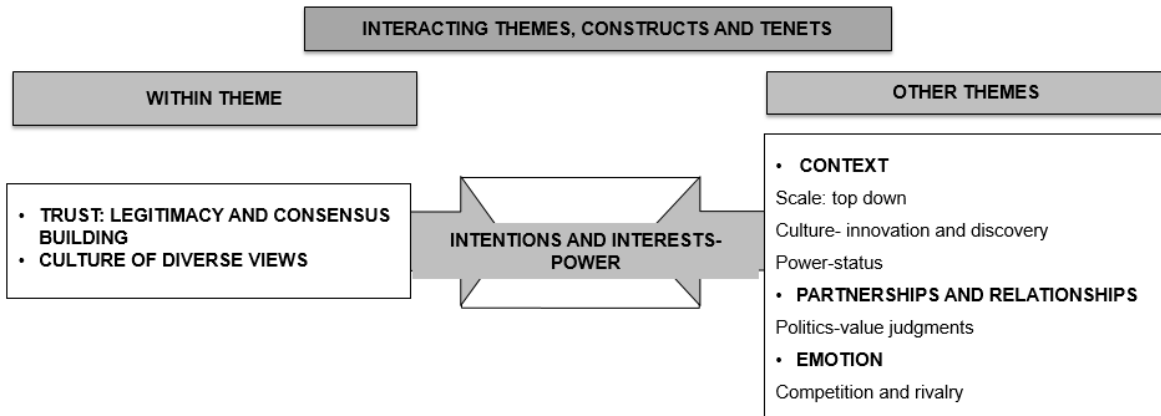 INTERACTING THEMES, CONSTRUCTS AND TENETS
WITHIN THEME
OTHER THEMES
• TRUST: LEGITIMACY AND CONSENSUS
BUILDING
• CULTURE OF DIVERSE VIEWS
INTENTIONS AND INTERESTS-
POWER
• CONTEXT
Scale: top down
Culture- innovation and discovery
Power-status
• PARTNERSHIPS AND RELATIONSHIPS
Politics-value judgments
• EMOTION
Competition and rivalry